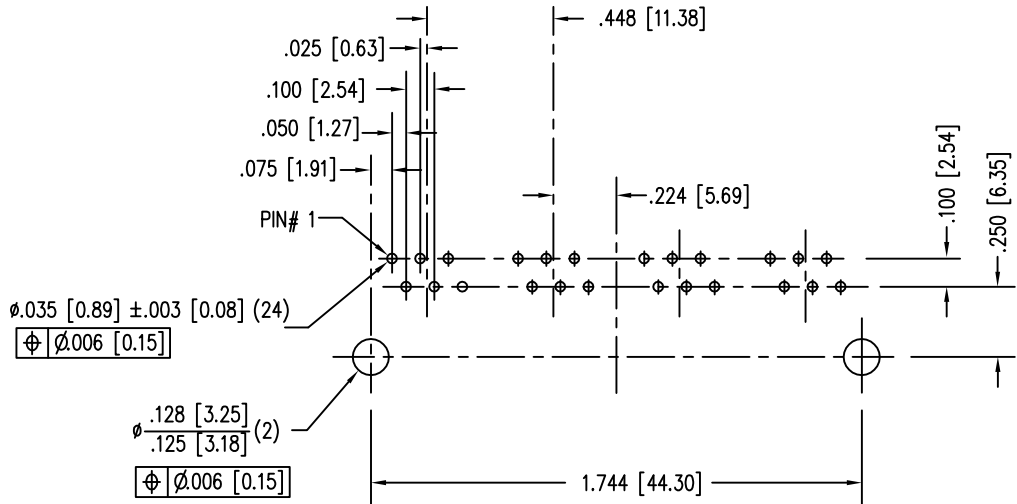 .448 [11.38]
.025 [0.63]
.100 [2.54]
.050 [1.27]
.075 [1.91]
.224 [5.69]
.100 [2.54]
.250 [6.35]
PIN# 1
ø.035 [0.89] ±.003 [0.08] (24)
⌖ Ø.006 [0.15]
ø .128 [3.25]
.125 [3.18] (2)
⌖ Ø.006 [0.15]
1.744 [44.30]